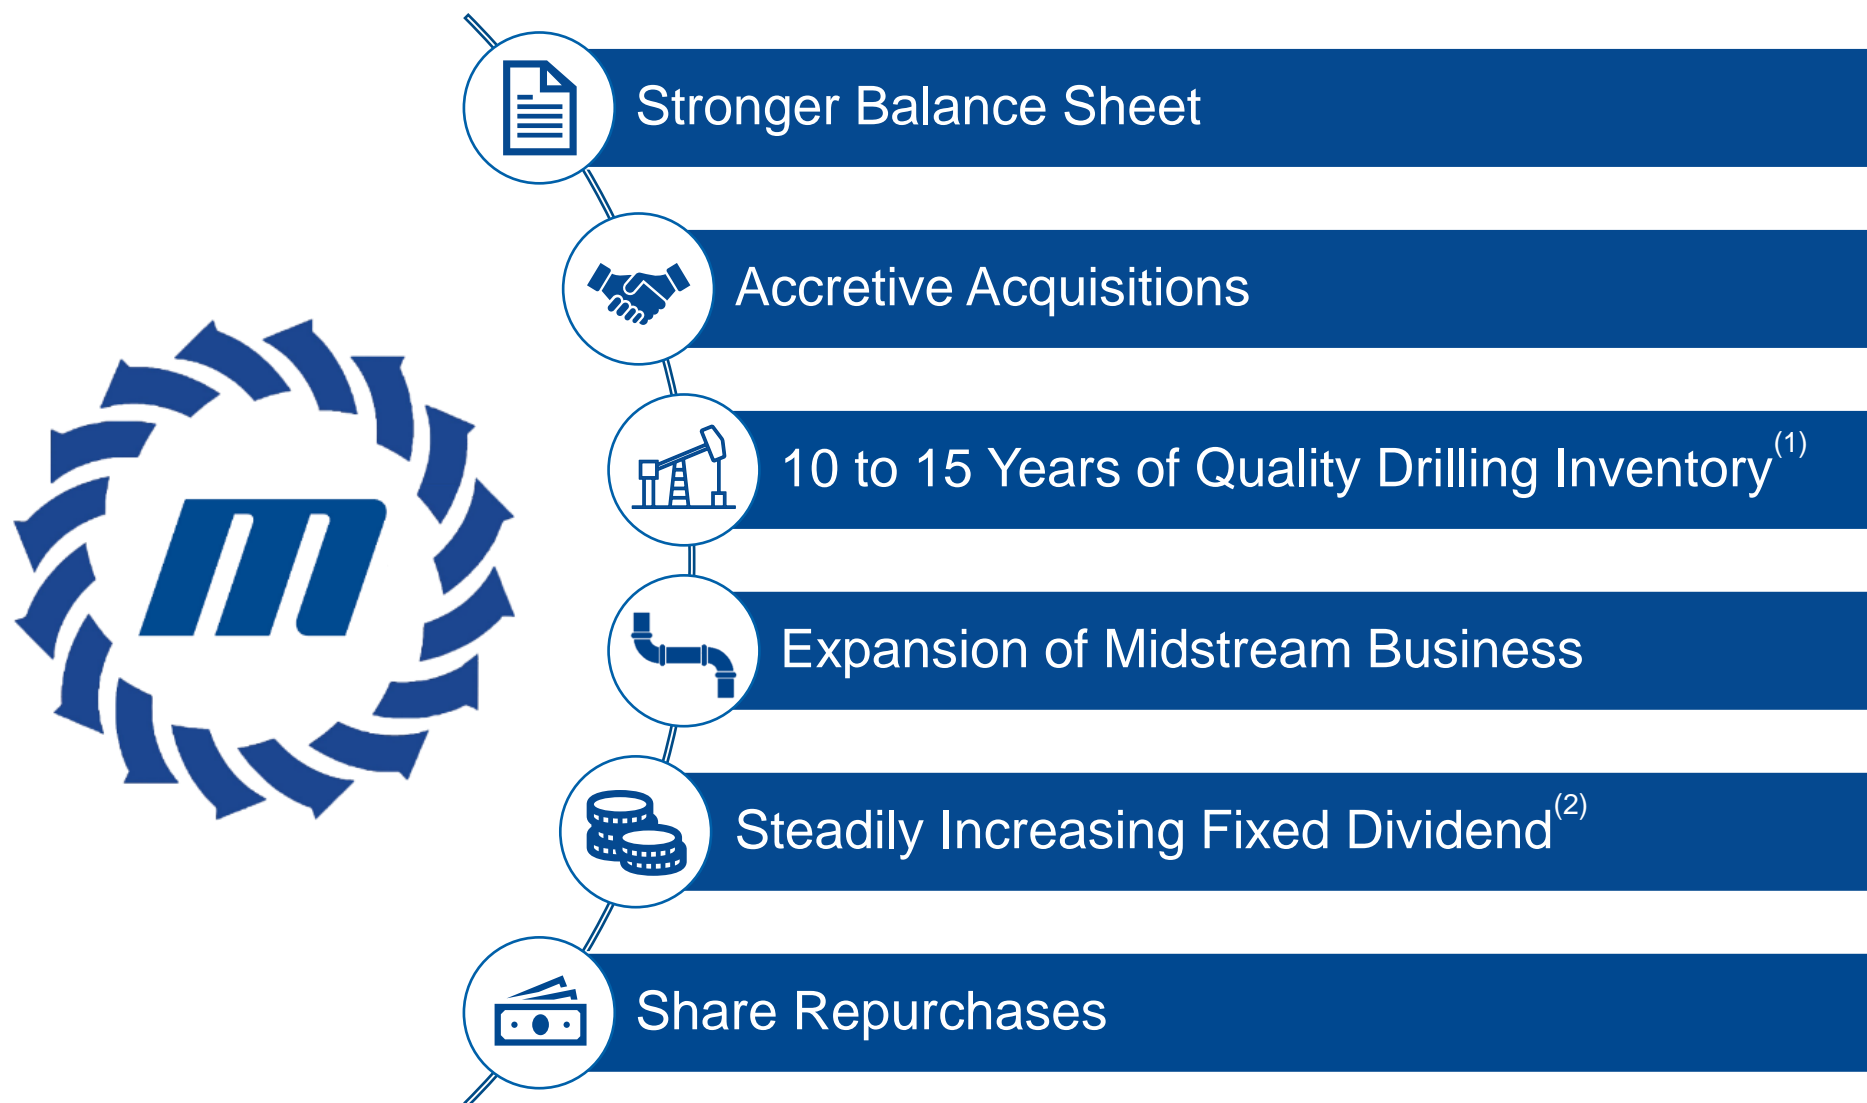 Stronger Balance Sheet
Accretive Acquisitions
10 to 15 Years of Quality Drilling Inventory(1)
Expansion of Midstream Business
Steadily Increasing Fixed Dividend(2)
Share Repurchases
m